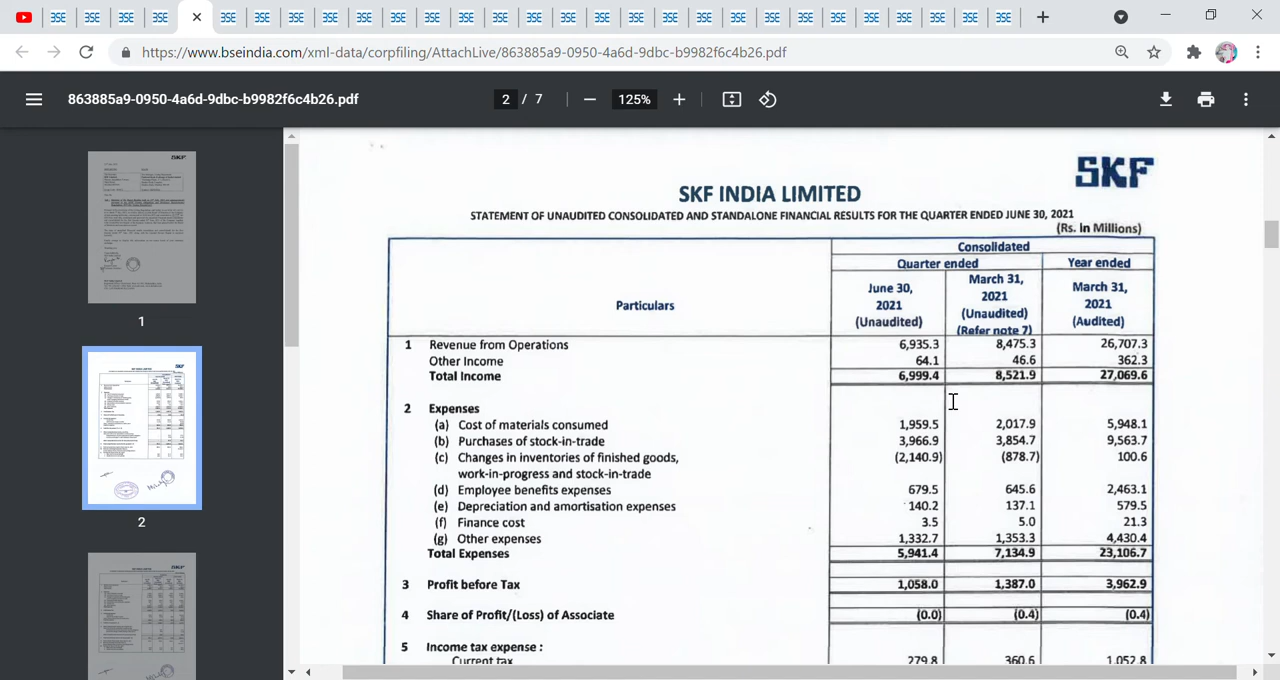 https://www.bseindia.com/xml-data/corpfiling/AttachLive/863885a9-0950-4a6d-9dbc-b9982f6c4b26.pdf
863885a9-0950-4a6d-9dbc-b9982f6c4b26.pdf 2 / 7 125%
SKF
1
2
SKF INDIA LIMITED
STATEMENT OF UNAUDITED CONSOLIDATED AND STANDALONE FINANCIAL RESULTS FOR THE QUARTER ENDED JUNE 30, 2021
(Rs. in Millions)
Consolidated
Quarter ended Year ended
Particulars
June 30, 2021 (Unaudited)
March 31, 2021 (Unaudited) (Refer note 7)
March 31, 2021 (Audited)
1 Revenue from Operations 6,935.3 8,475.3 26,707.3
Other Income 64.1 46.6 362.3
Total Income 6,999.4 8,521.9 27,069.6
2 Expenses
(a) Cost of materials consumed 1,959.5 2,017.9 5,948.1
(b) Purchases of stock-in-trade 3,966.9 3,854.7 9,563.7
(c) Changes in inventories of finished goods, (2,140.9) (878.7) 100.6
work-in-progress and stock-in-trade
(d) Employee benefits expenses 679.5 645.6 2,463.1
(e) Depreciation and amortisation expenses 140.2 137.1 579.5
(f) Finance cost 3.5 5.0 21.3
(g) Other expenses 1,332.7 1,353.3 4,430.4
Total Expenses 5,941.4 7,134.9 23,106.7
3 Profit before Tax 1,058.0 1,387.0 3,962.9
4 Share of Profit/(Loss) of Associate (0.0) (0.4) (0.4)
5 Income tax expense :
Current tax 279.8 360.6 1,052.8